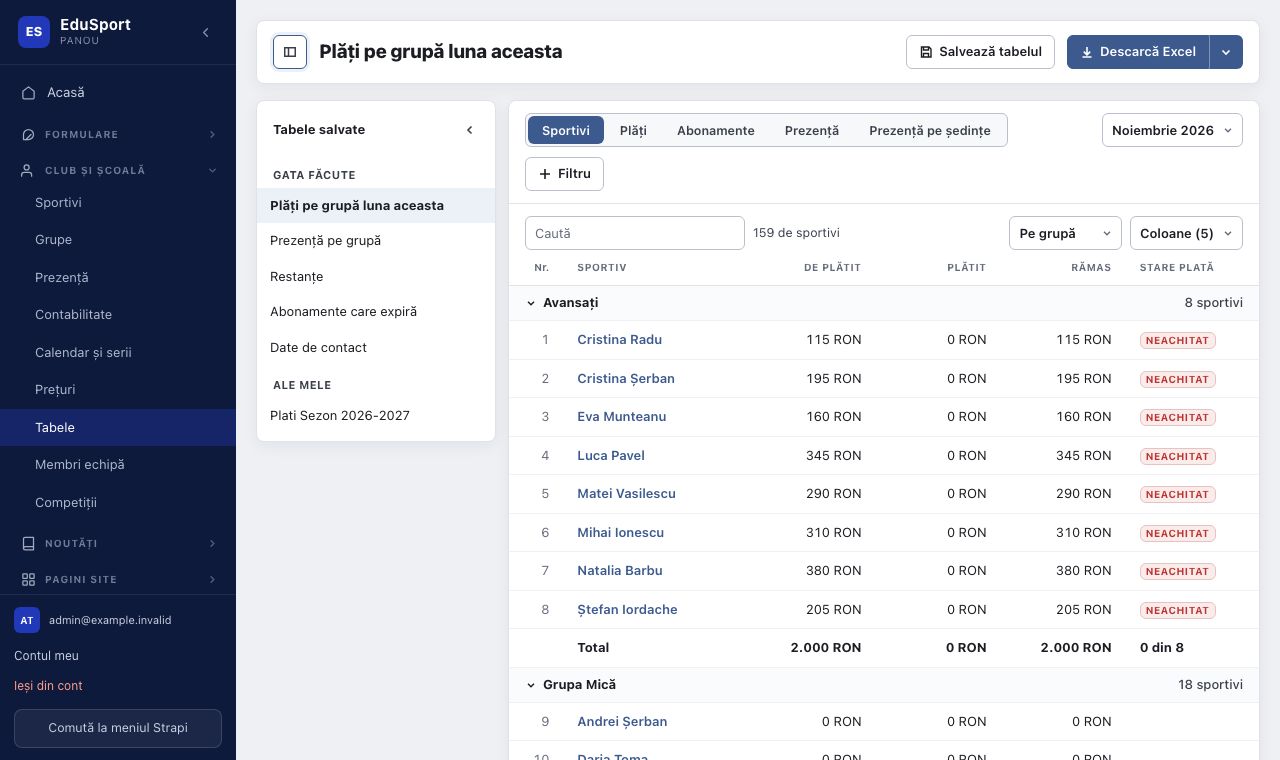 ES
EduSport
PANOU
Acasă
FORMULARE
CLUB ȘI ȘCOALĂ
Sportivi
Grupe
Prezență
Contabilitate
Calendar și serii
Prețuri
Tabele
Membri echipă
Competiții
NOUTĂȚI
PAGINI SITE
AT admin@example.invalid
Contul meu
Ieși din cont
Comută la meniul Strapi
Plăți pe grupă luna aceasta
Salvează tabelul
Descarcă Excel
Tabele salvate
GATA FĂCUTE
Plăți pe grupă luna aceasta
Prezență pe grupă
Restanțe
Abonamente care expiră
Date de contact
ALE MELE
Plati Sezon 2026-2027
Sportivi Plăți Abonamente Prezență Prezență pe ședințe
Noiembrie 2026
Filtru
Caută 159 de sportivi Pe grupă Coloane (5)
Nr. SPORTIV DE PLĂTIT PLĂTIT RĂMAS STARE PLATĂ
Avansați 8 sportivi
1 Cristina Radu 115 RON 0 RON 115 RON NEACHITAT
2 Cristina Șerban 195 RON 0 RON 195 RON NEACHITAT
3 Eva Munteanu 160 RON 0 RON 160 RON NEACHITAT
4 Luca Pavel 345 RON 0 RON 345 RON NEACHITAT
5 Matei Vasilescu 290 RON 0 RON 290 RON NEACHITAT
6 Mihai Ionescu 310 RON 0 RON 310 RON NEACHITAT
7 Natalia Barbu 380 RON 0 RON 380 RON NEACHITAT
8 Ștefan Iordache 205 RON 0 RON 205 RON NEACHITAT
Total 2.000 RON 0 RON 2.000 RON 0 din 8
Grupa Mică 18 sportivi
9 Andrei Șerban 0 RON 0 RON 0 RON
10 Daria Toma 0 RON 0 RON 0 RON